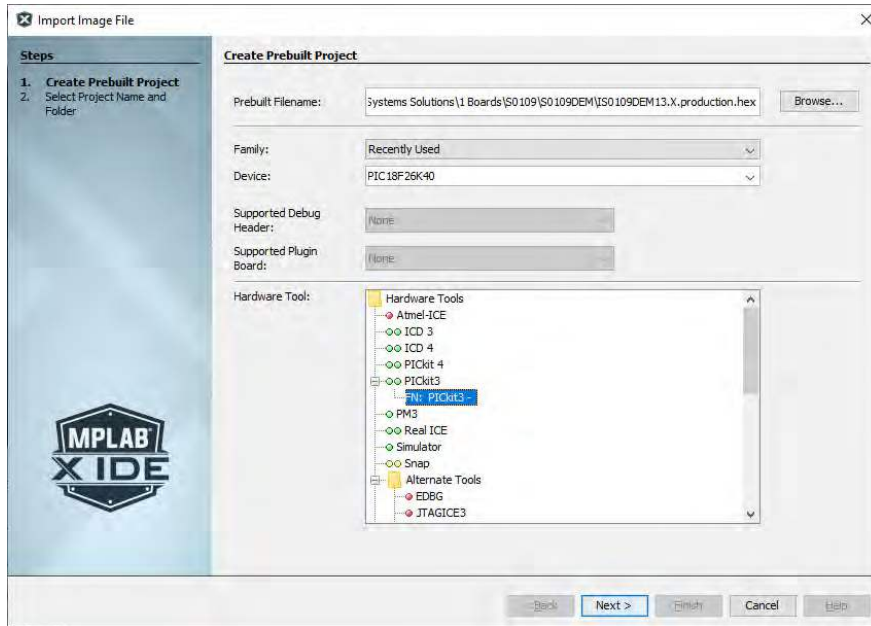 Import Image File
Steps
1. Create Prebuilt Project
2. Select Project Name and
Folder
MPLAB®
X IDE
Create Prebuilt Project
Prebuilt Filename:
Systems Solutions\1 Boards\S0109\S0109DEM\IS0109DEM13.X.production.hex
Browse...
Family:
Recently Used
Device:
PIC18F26K40
Supported Debug
Header:
None
Supported Plugin
Board:
None
Hardware Tool:
Hardware Tools
Atmel-ICE
ICD 3
ICD 4
PICkit 4
PICkit3
FN: PICkit3 -
PM3
Real ICE
Simulator
Snap
Alternate Tools
EDBG
JTAGICE3
< Back
Next >
Finish
Cancel
Help